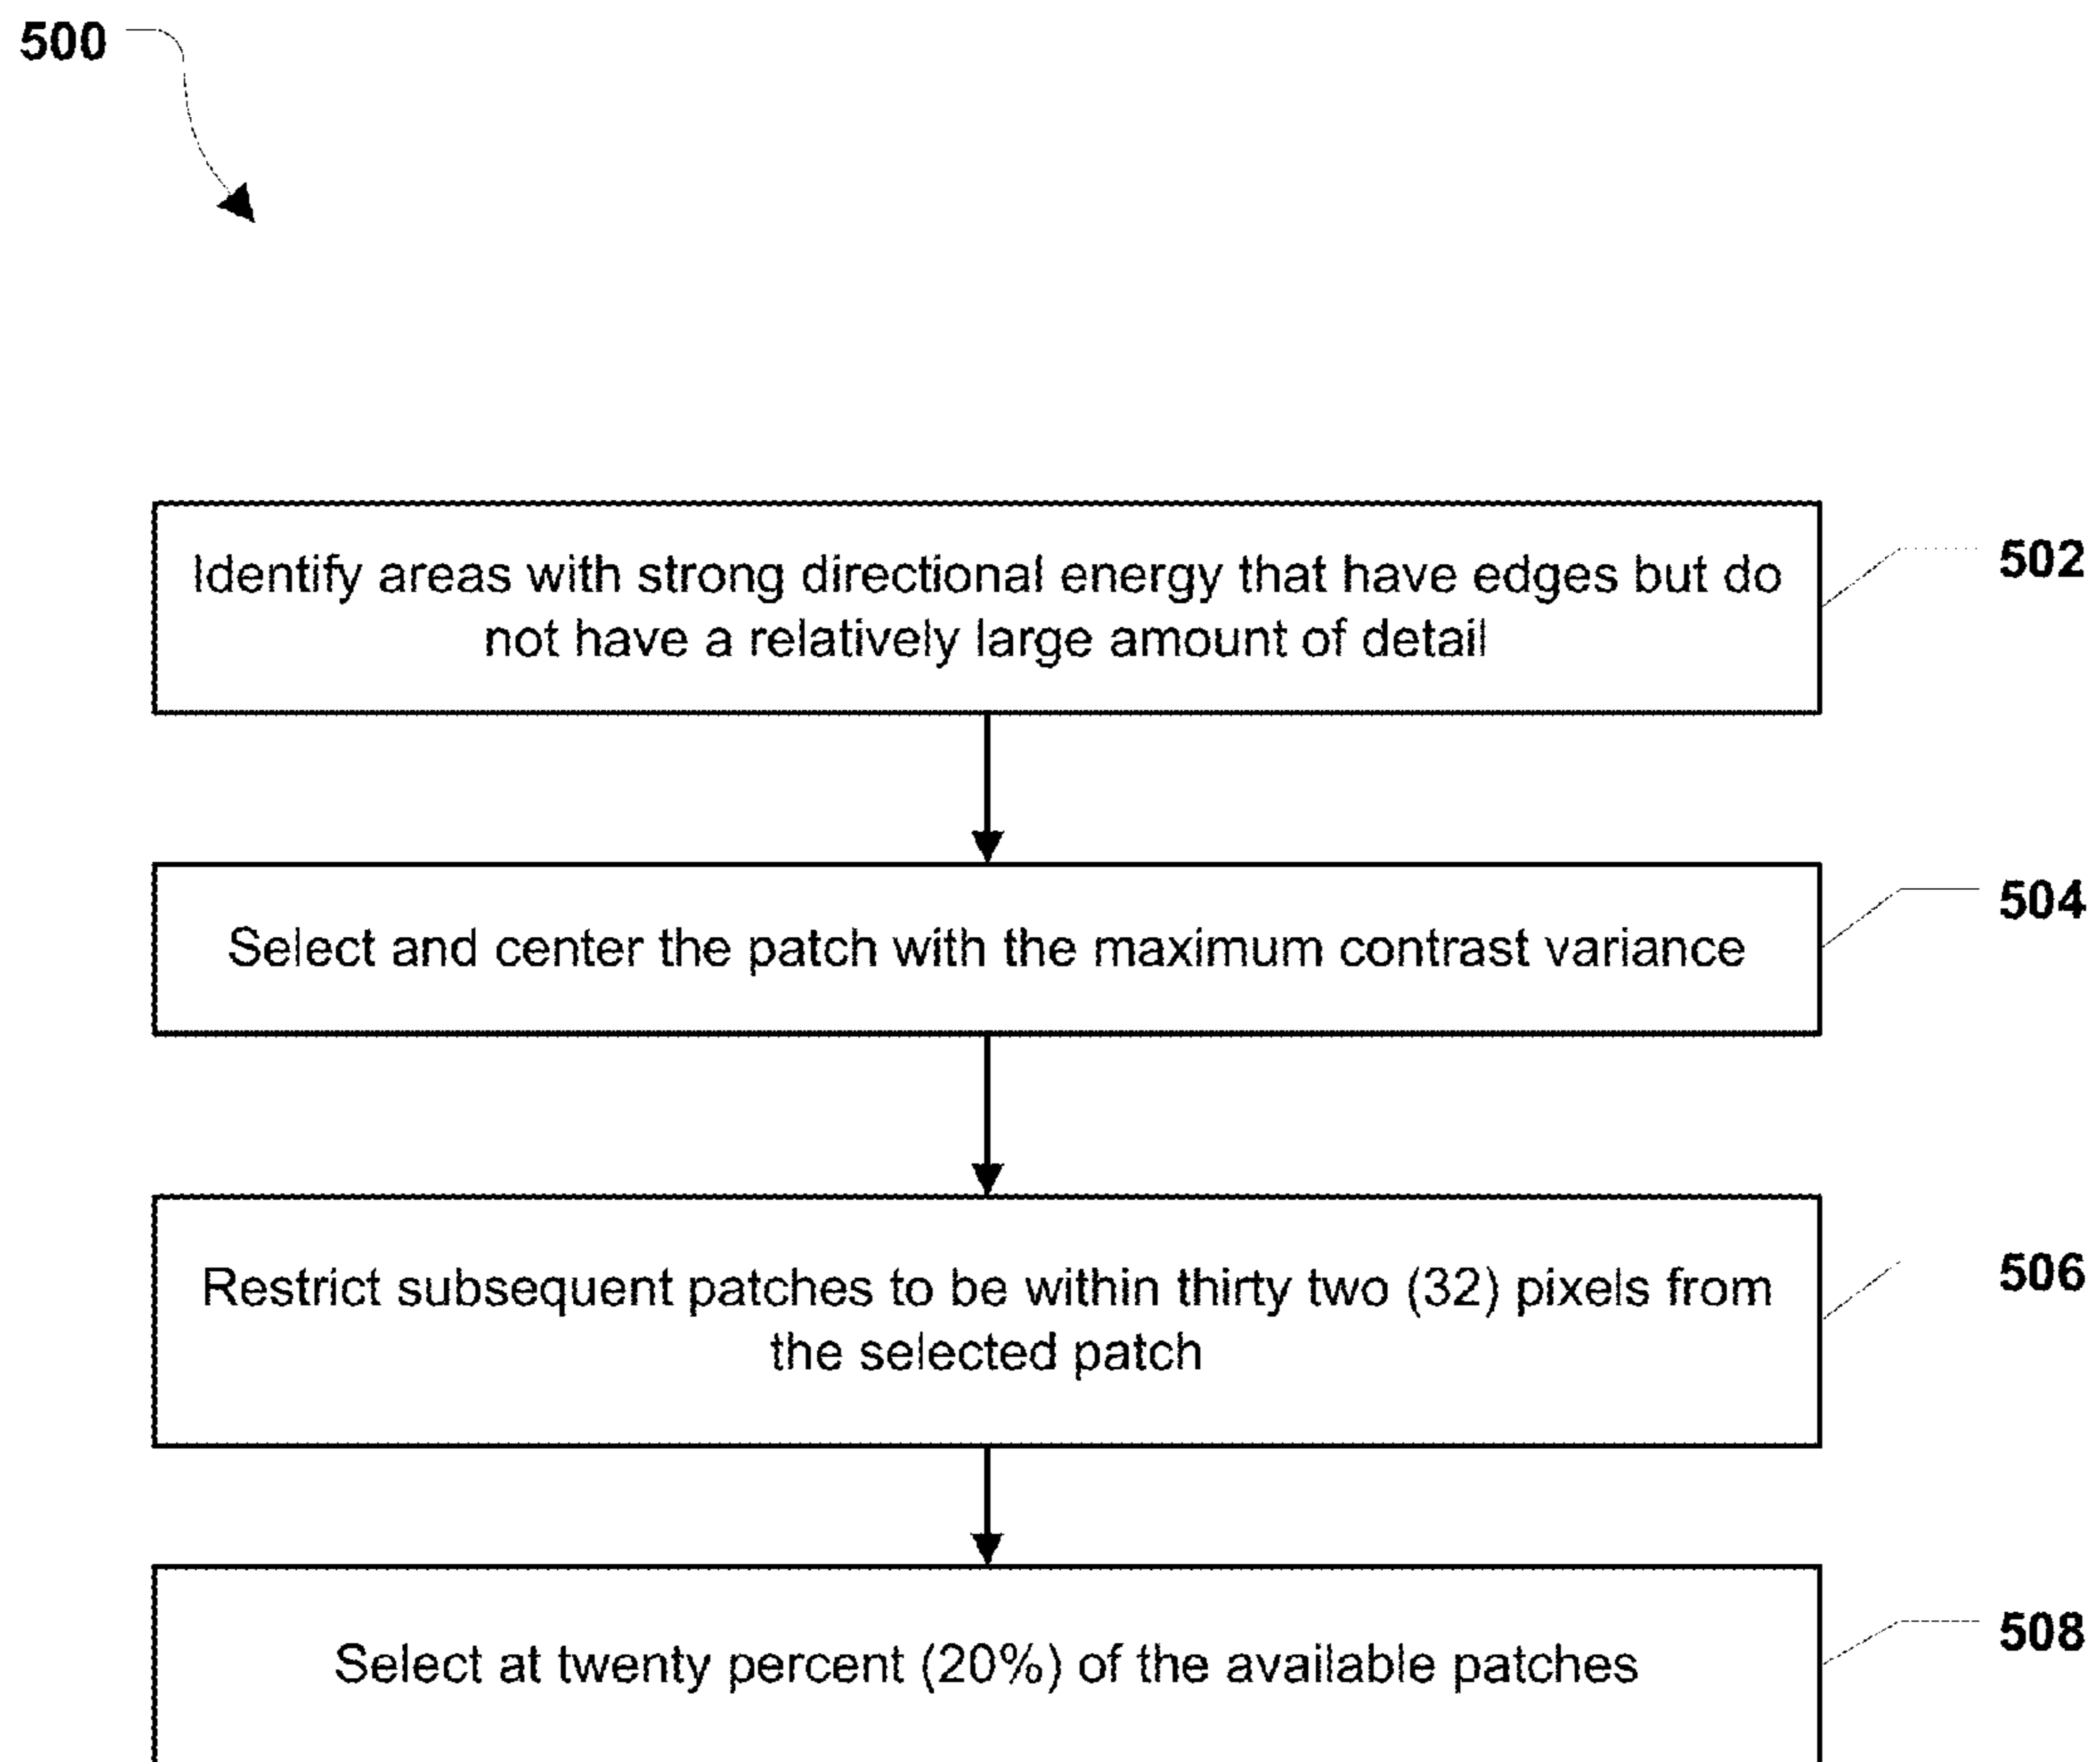 500
Identify areas with strong directional energy that have edges but do
not have a relatively large amount of detail
502
Select and center the patch with the maximum contrast variance
504
Restrict subsequent patches to be within thirty two (32) pixels from
the selected patch
506
Select at twenty percent (20%) of the available patches
508